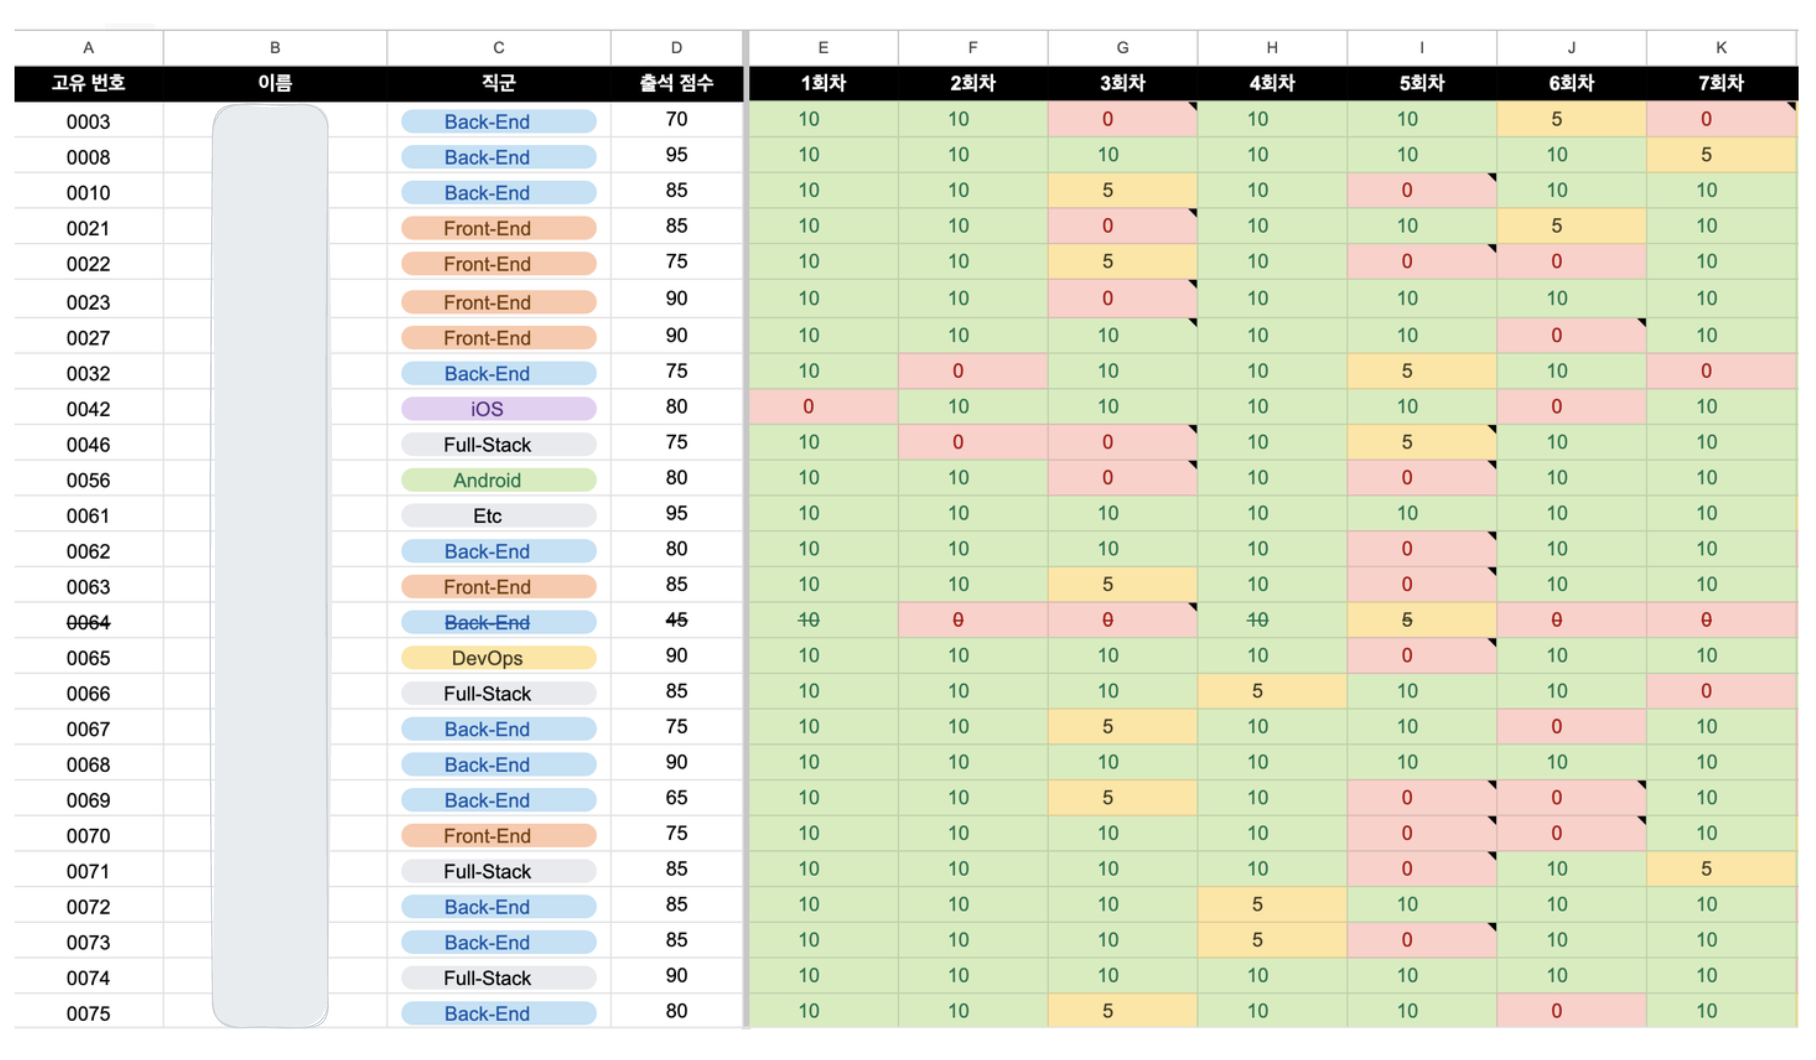 A B C D E F G H I J K
고유 번호 이름 직군 출석 점수 1회차 2회차 3회차 4회차 5회차 6회차 7회차
0003 Back-End 70 10 10 0 10 10 5 0
0008 Back-End 95 10 10 10 10 10 10 5
0010 Back-End 85 10 10 5 10 0 10 10
0021 Front-End 85 10 10 0 10 10 5 10
0022 Front-End 75 10 10 5 10 0 0 10
0023 Front-End 90 10 10 0 10 10 10 10
0027 Front-End 90 10 10 10 10 10 0 10
0032 Back-End 75 10 0 10 10 5 10 0
0042 iOS 80 0 10 10 10 10 0 10
0046 Full-Stack 75 10 0 0 10 5 10 10
0056 Android 80 10 10 0 10 0 10 10
0061 Etc 95 10 10 10 10 10 10 10
0062 Back-End 80 10 10 10 10 0 10 10
0063 Front-End 85 10 10 5 10 0 10 10
0064 Back-End 45 10 0 0 10 5 0 0
0065 DevOps 90 10 10 10 10 0 10 10
0066 Full-Stack 85 10 10 10 5 10 10 0
0067 Back-End 75 10 10 5 10 10 0 10
0068 Back-End 90 10 10 10 10 10 10 10
0069 Back-End 65 10 10 5 10 0 0 10
0070 Front-End 75 10 10 10 10 0 0 10
0071 Full-Stack 85 10 10 10 10 0 10 5
0072 Back-End 85 10 10 10 5 10 10 10
0073 Back-End 85 10 10 10 5 0 10 10
0074 Full-Stack 90 10 10 10 10 10 10 10
0075 Back-End 80 10 10 5 10 10 0 10